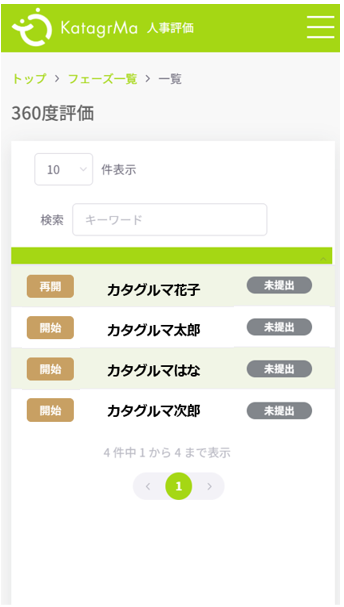 KatagrMa 人事評価
トップ > フェーズ一覧 > 一覧
360度評価
10 件表示
検索 キーワード
再開 カタグルマ花子 未提出
開始 カタグルマ太郎 未提出
開始 カタグルマはな 未提出
開始 カタグルマ次郎 未提出
4 件中 1 から 4 まで表示
‹ 1 ›